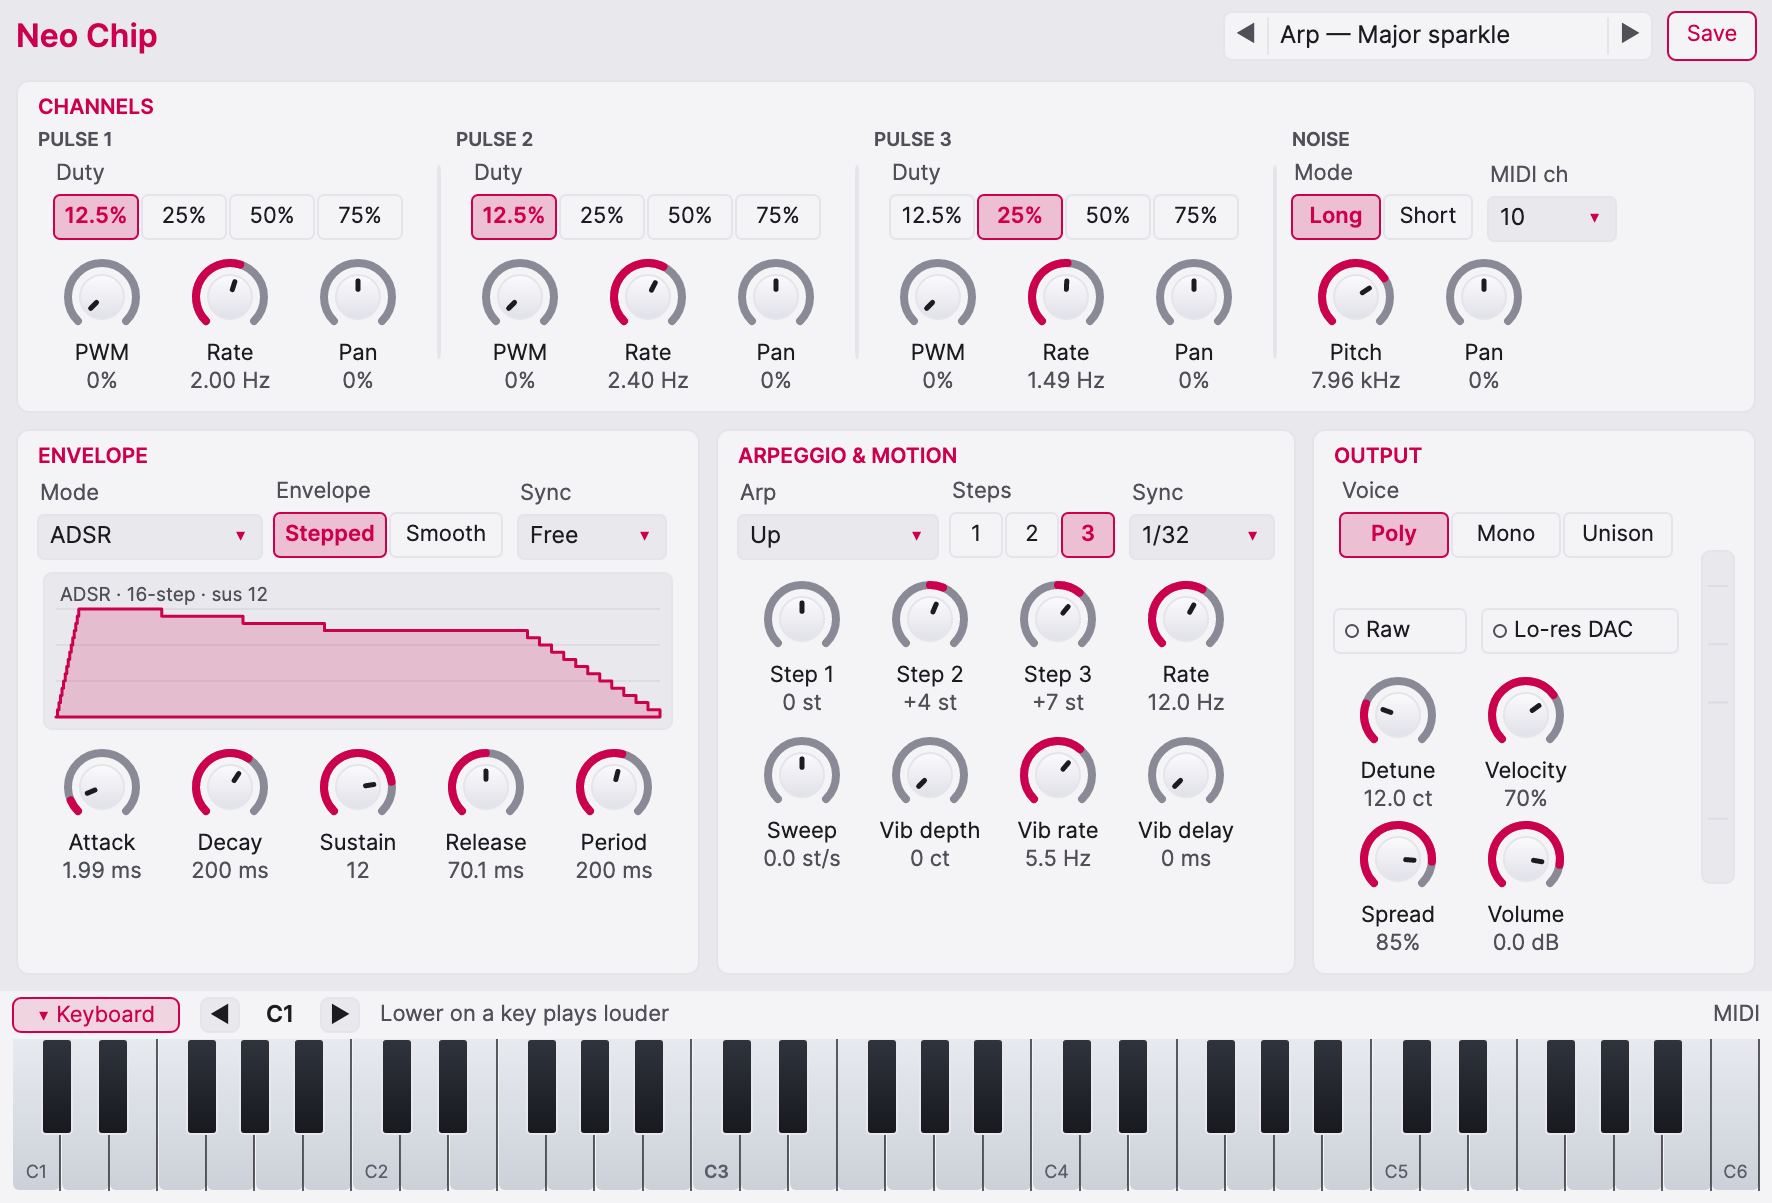 Neo Chip
◀ Arp — Major sparkle ▶ Save
CHANNELS
PULSE 1
Duty
12.5% 25% 50% 75%
PWM Rate Pan
0% 2.00 Hz 0%
PULSE 2
Duty
12.5% 25% 50% 75%
PWM Rate Pan
0% 2.40 Hz 0%
PULSE 3
Duty
12.5% 25% 50% 75%
PWM Rate Pan
0% 1.49 Hz 0%
NOISE
Mode MIDI ch
Long Short 10
Pitch Pan
7.96 kHz 0%
ENVELOPE
Mode Envelope Sync
ADSR Stepped Smooth Free
ADSR · 16-step · sus 12
Attack Decay Sustain Release Period
1.99 ms 200 ms 12 70.1 ms 200 ms
ARPEGGIO & MOTION
Arp Steps Sync
Up 1 2 3 1/32
Step 1 Step 2 Step 3 Rate
0 st +4 st +7 st 12.0 Hz
Sweep Vib depth Vib rate Vib delay
0.0 st/s 0 ct 5.5 Hz 0 ms
OUTPUT
Voice
Poly Mono Unison
Raw Lo-res DAC
Detune Velocity
12.0 ct 70%
Spread Volume
85% 0.0 dB
▾ Keyboard ◀ C1 ▶ Lower on a key plays louder MIDI
C1 C2 C3 C4 C5 C6